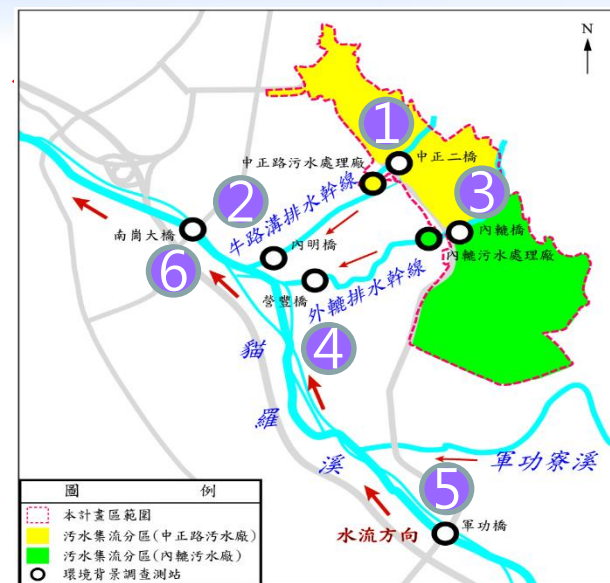 N
1
中正路污水處理廠
中正二橋
2
3
牛路溝排水幹線
內轆橋
南崗大橋
內明橋
內轆污水處理廠
6
營豐橋
外轆排水幹線
4
貓羅溪
軍功寮溪
5
水流方向
軍功橋
圖例
本計畫區範圍
污水集流分區(中正路污水廠)
污水集流分區(內轆污水廠)
環境背景調查測站